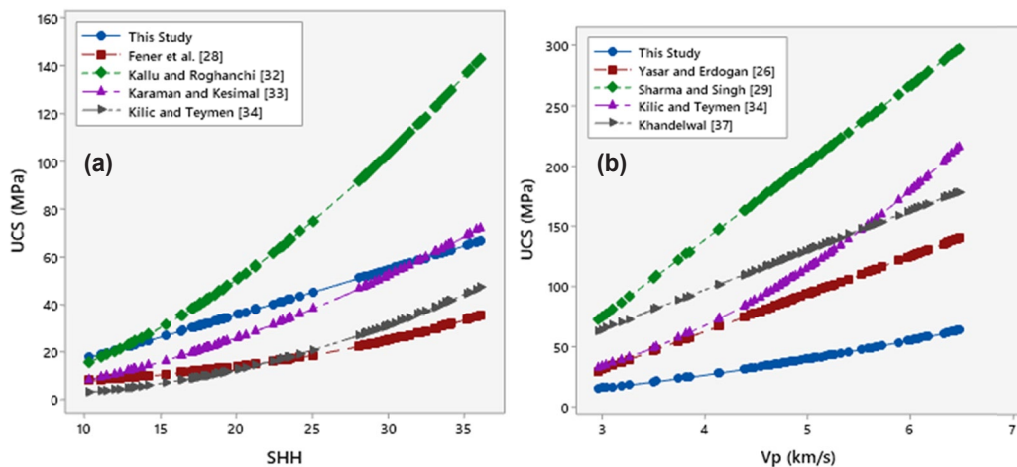 160
140
120
100
80
60
40
20
0
UCS (MPa)
This Study
Fener et al. [28]
Kallu and Roghanchi [32]
Karaman and Kesimal [33]
Kilic and Teymen [34]
(a)
10 15 20 25 30 35
SHH
300
250
200
150
100
50
0
UCS (MPa)
This Study
Yasar and Erdogan [26]
Sharma and Singh [29]
Kilic and Teymen [34]
Khandelwal [37]
(b)
3 4 5 6 7
Vp (km/s)